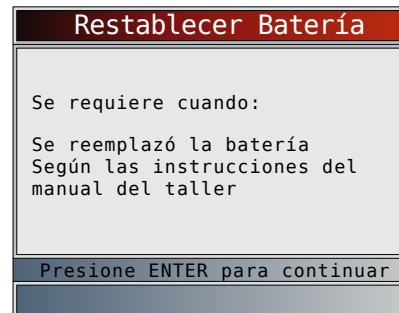 Restablecer Batería
Se requiere cuando:
Se reemplazó la batería
Según las instrucciones del
manual del taller
Presione ENTER para continuar